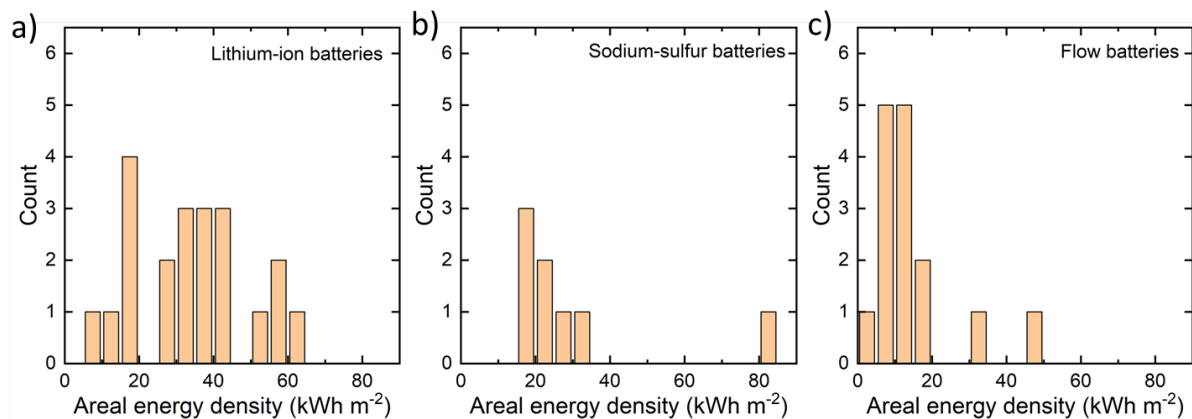 a)
Lithium-ion batteries
6
5
4
3
2
1
0
Count
0 20 40 60 80
Areal energy density (kWh m⁻²)
b)
Sodium-sulfur batteries
6
5
4
3
2
1
0
Count
0 20 40 60 80
Areal energy density (kWh m⁻²)
c)
Flow batteries
6
5
4
3
2
1
0
Count
0 20 40 60 80
Areal energy density (kWh m⁻²)